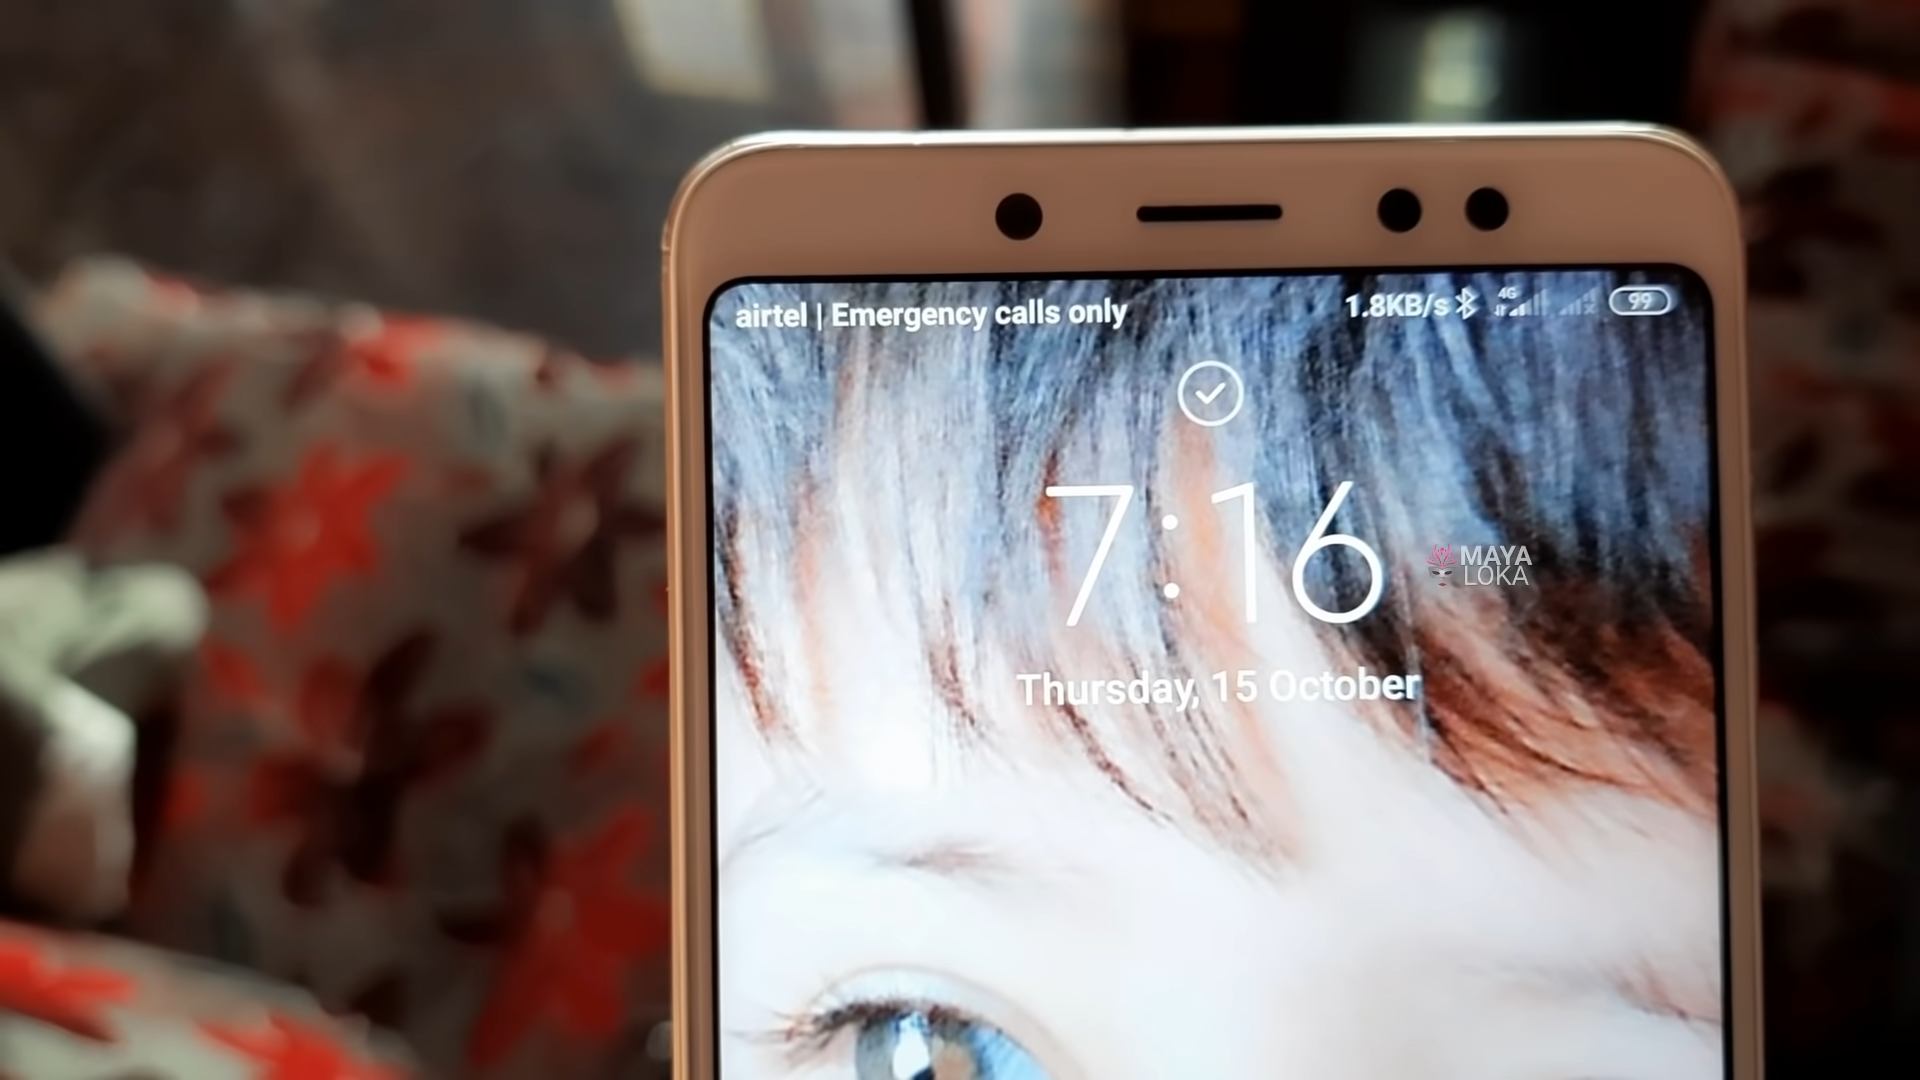 airtel | Emergency calls only
1.8KB/s 4G 99
7:16
MAYA
LOKA
Thursday, 15 October